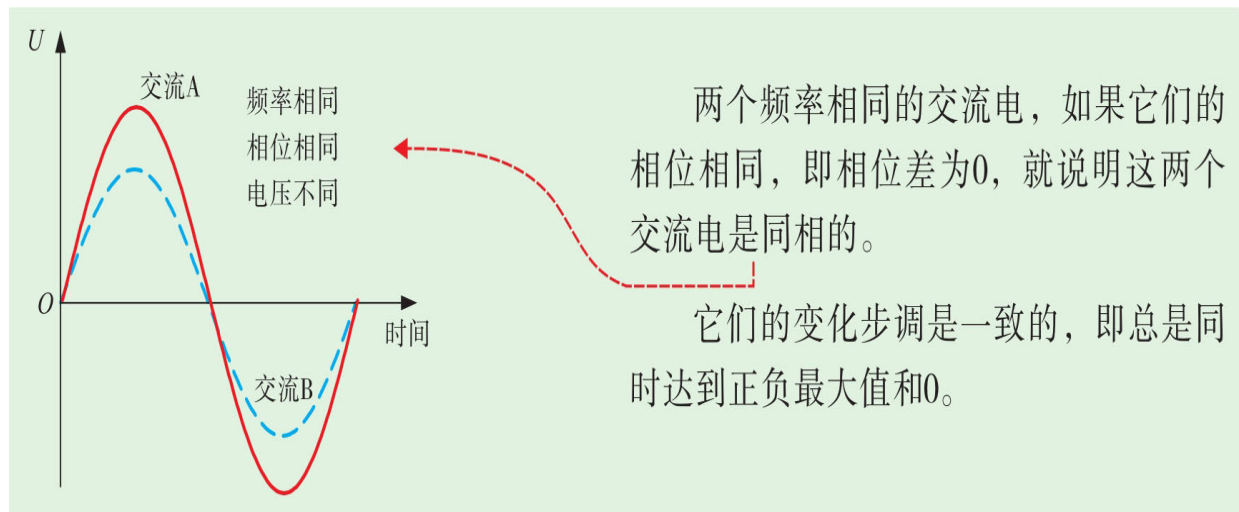 U
交流A
频率相同
相位相同
电压不同
O
时间
交流B
两个频率相同的交流电，如果它们的
相位相同，即相位差为0，就说明这两个
交流电是同相的。
它们的变化步调是一致的，即总是同
时达到正负最大值和0。